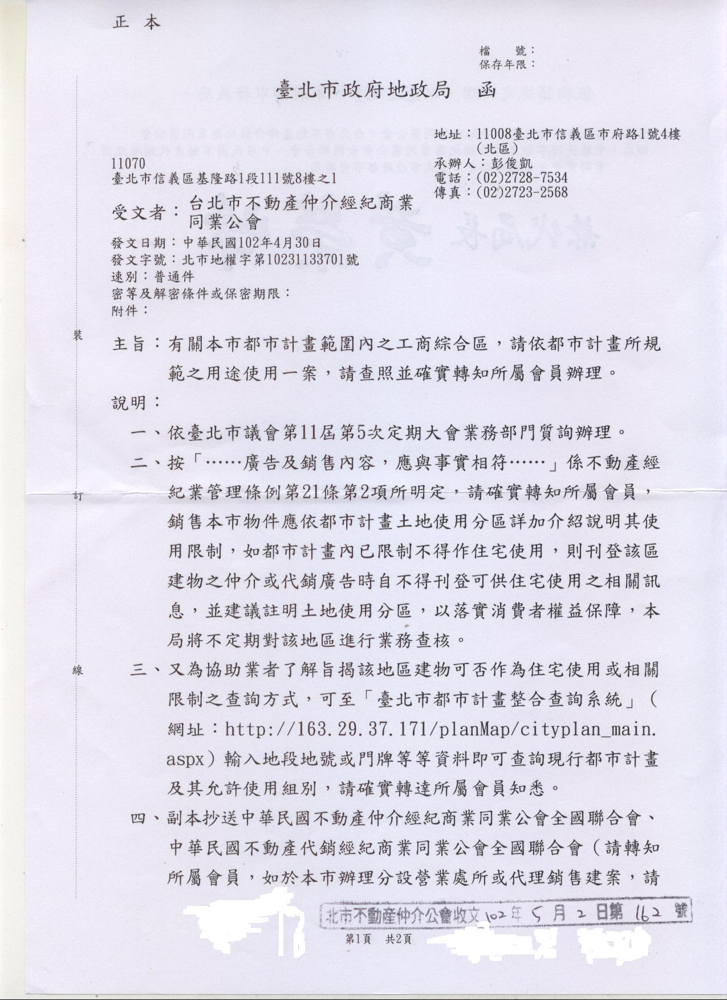 正 本
檔　　號：
保存年限：
臺北市政府地政局　函
地址：11008臺北市信義區市府路1號4樓
(北區)
承辦人：彭俊凱
電話：(02)2728-7534
傳真：(02)2723-2568
11070
臺北市信義區基隆路1段111號8樓之1
受文者：台北市不動產仲介經紀商業
同業公會
發文日期：中華民國102年4月30日
發文字號：北市地權字第10231133701號
速別：普通件
密等及解密條件或保密期限：
附件：
主旨：有關本市都市計畫範圍內之工商綜合區，請依都市計畫所規
範之用途使用一案，請查照並確實轉知所屬會員辦理。
說明：
一、依臺北市議會第11屆第5次定期大會業務部門質詢辦理。
二、按「……廣告及銷售內容，應與事實相符……」係不動產經
紀業管理條例第21條第2項所明定，請確實轉知所屬會員，
銷售本市物件應依都市計畫土地使用分區詳加介紹說明其使
用限制，如都市計畫內已限制不得作住宅使用，則刊登該區
建物之仲介或代銷廣告時自不得刊登可供住宅使用之相關訊
息，並建議註明土地使用分區，以落實消費者權益保障，本
局將不定期對該地區進行業務查核。
三、又為協助業者了解旨揭該地區建物可否作為住宅使用或相關
限制之查詢方式，可至「臺北市都市計畫整合查詢系統」（
網址：http://163.29.37.171/planMap/cityplan_main.
aspx）輸入地段地號或門牌等等資料即可查詢現行都市計畫
及其允許使用組別，請確實轉達所屬會員知悉。
四、副本抄送中華民國不動產仲介經紀商業同業公會全國聯合會、
中華民國不動產代銷經紀商業同業公會全國聯合會（請轉知
所屬會員，如於本市辦理分設營業處所或代理銷售建案，請
裝
訂
線
北市不動產仲介公會收文102年5月2日第162號
第1頁　共2頁